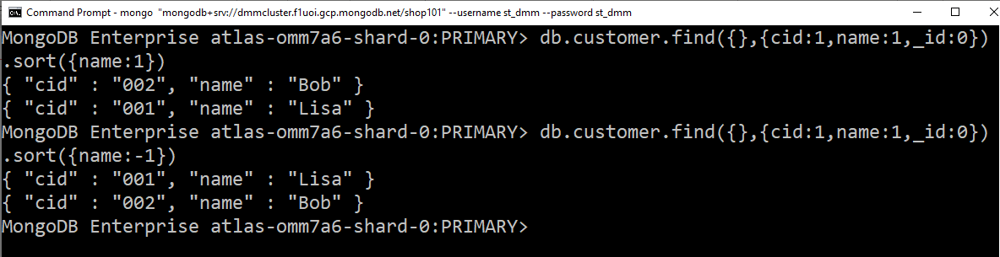 Command Prompt - mongo "mongodb+srv://dmmcluster.f1uoi.gcp.mongodb.net/shop101" --username st_dmm --password st_dmm
MongoDB Enterprise atlas-omm7a6-shard-0:PRIMARY> db.customer.find({},{cid:1,name:1,_id:0})
.sort({name:1})
{ "cid" : "002", "name" : "Bob" }
{ "cid" : "001", "name" : "Lisa" }
MongoDB Enterprise atlas-omm7a6-shard-0:PRIMARY> db.customer.find({},{cid:1,name:1,_id:0})
.sort({name:-1})
{ "cid" : "001", "name" : "Lisa" }
{ "cid" : "002", "name" : "Bob" }
MongoDB Enterprise atlas-omm7a6-shard-0:PRIMARY>